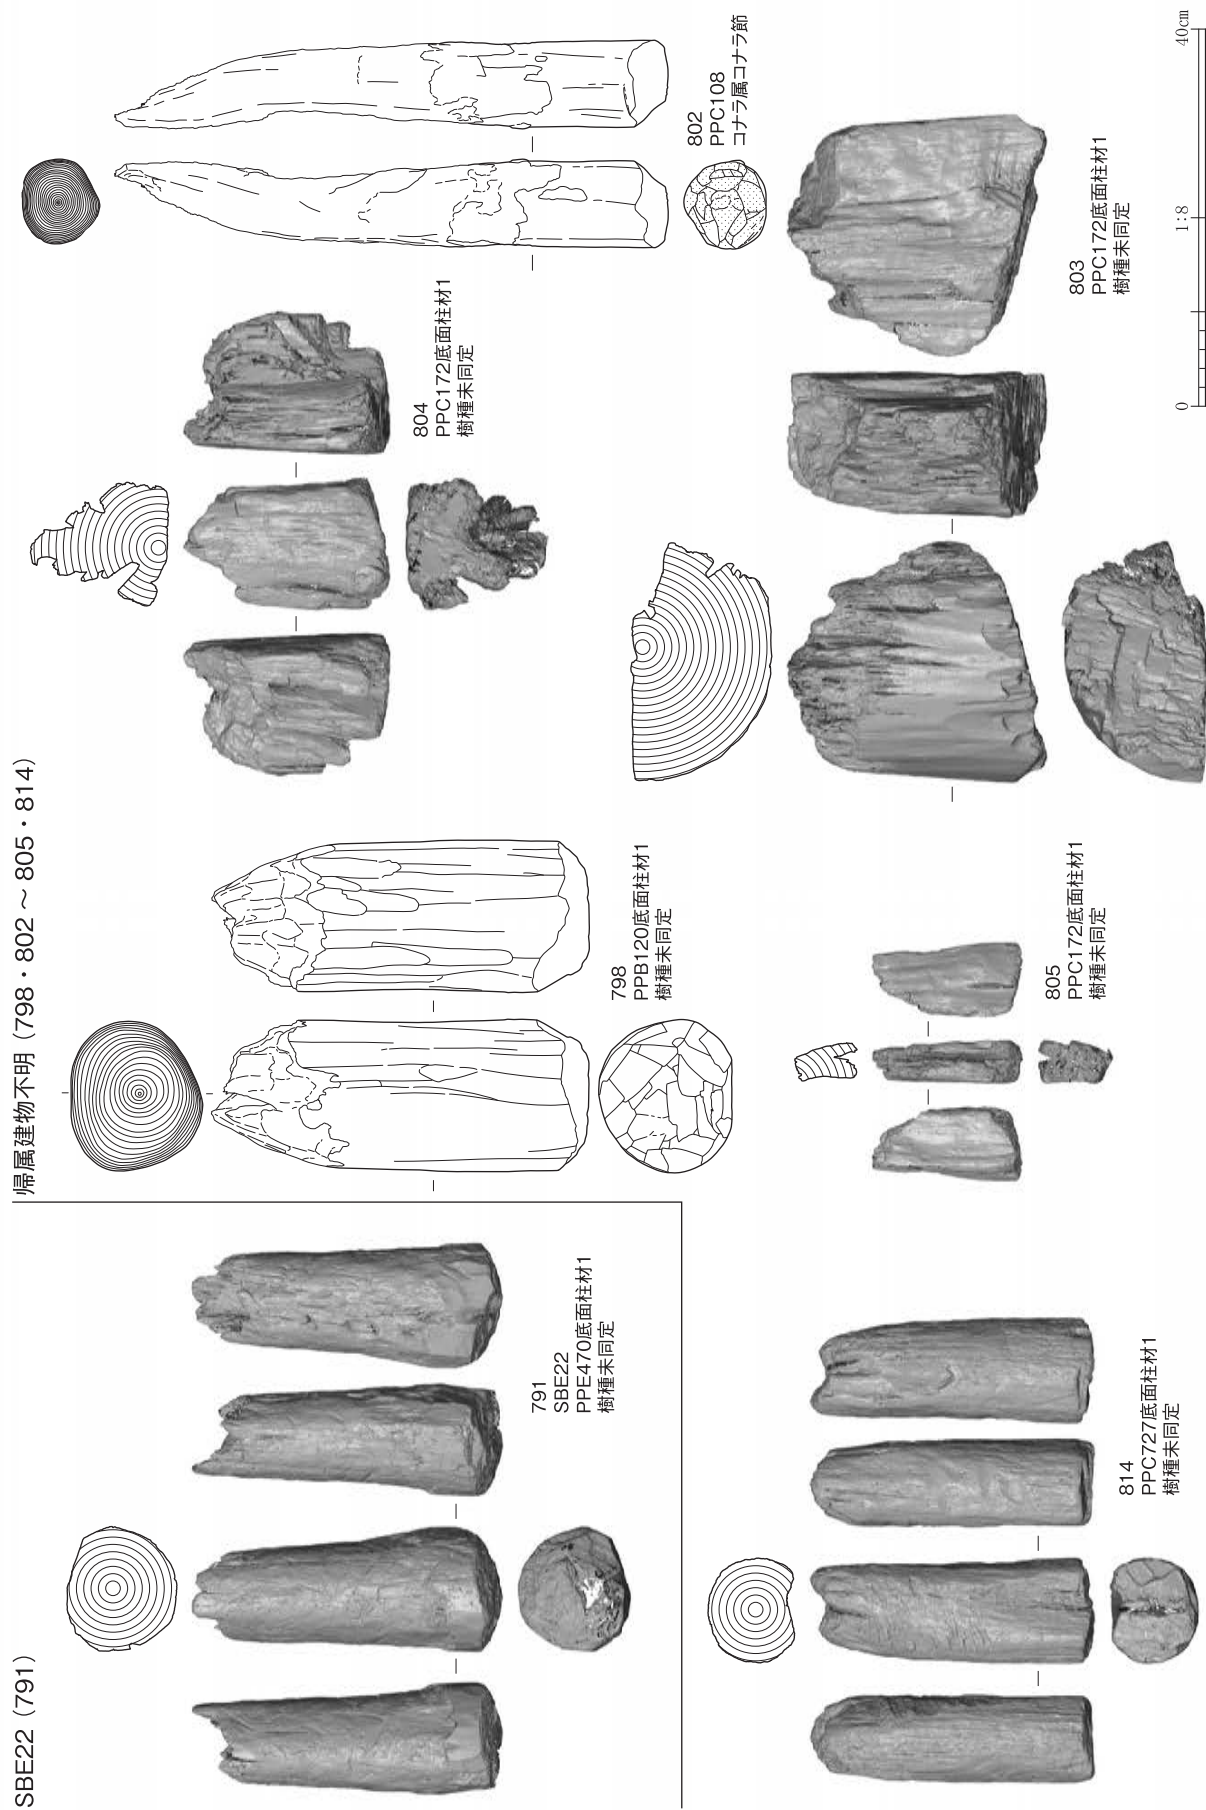 SBE22（791）
791
SBE22
PPE470底面柱材1
樹種未同定
帰属建物不明（798・802～805・814）
798
PPB120底面柱材1
樹種未同定
804
PPC172底面柱材1
樹種未同定
802
PPC108
コナラ属コナラ節
814
PPC727底面柱材1
樹種未同定
805
PPC172底面柱材1
樹種未同定
803
PPC172底面柱材1
樹種未同定
0 1:8 40cm